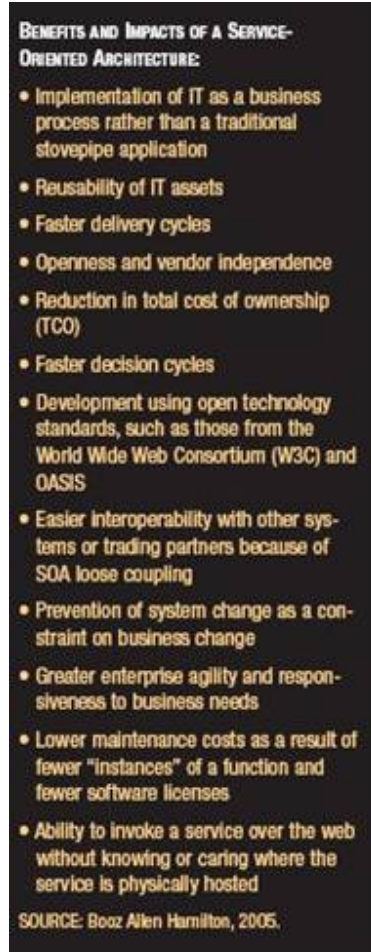 BENEFITS AND IMPACTS OF A SERVICE-
ORIENTED ARCHITECTURE:
• Implementation of IT as a business
process rather than a traditional
stovepipe application
• Reusability of IT assets
• Faster delivery cycles
• Openness and vendor independence
• Reduction in total cost of ownership
(TCO)
• Faster decision cycles
• Development using open technology
standards, such as those from the
World Wide Web Consortium (W3C) and
OASIS
• Easier interoperability with other sys-
tems or trading partners because of
SOA loose coupling
• Prevention of system change as a con-
straint on business change
• Greater enterprise agility and respon-
siveness to business needs
• Lower maintenance costs as a result of
fewer “instances” of a function and
fewer software licenses
• Ability to invoke a service over the web
without knowing or caring where the
service is physically hosted
SOURCE: Booz Allen Hamilton, 2005.